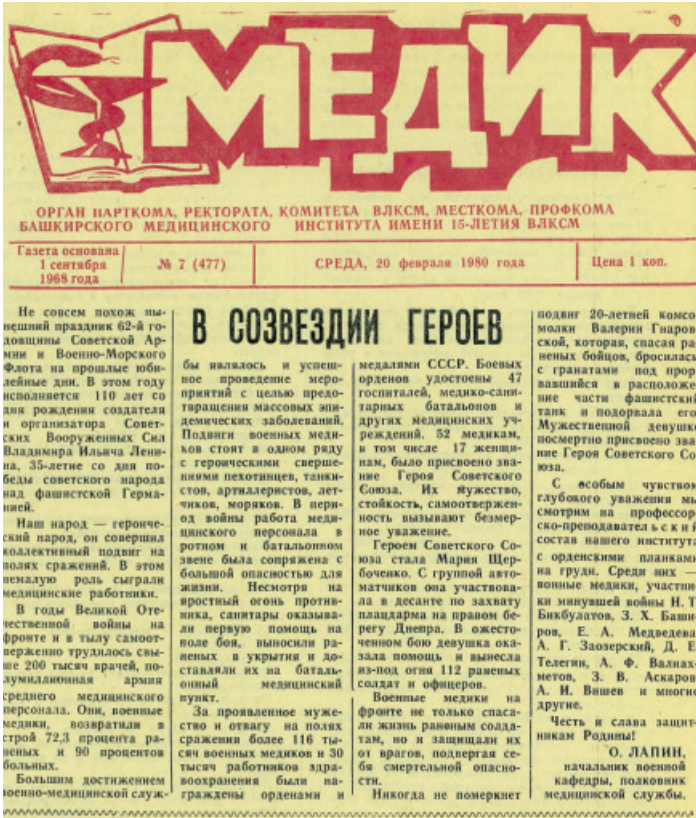 МЕДИК
ОРГАН ПАРТКОМА, РЕКТОРАТА, КОМИТЕТА ВЛКСМ, МЕСТКОМА, ПРОФКОМА
БАШКИРСКОГО МЕДИЦИНСКОГО ИНСТИТУТА ИМЕНИ 15-ЛЕТИЯ ВЛКСМ
Газета основана
1 сентября
1968 года
№ 7 (477)
СРЕДА, 20 февраля 1980 года
Цена 1 коп.
В СОЗВЕЗДИИ ГЕРОЕВ
Не совсем похож ны-
нешний праздник 62-й го-
довщины Советской Ар-
мии и Военно-Морского
Флота на прошлые юби-
лейные дни. В этом году
исполняется 110 лет со
дня рождения создателя
и организатора Совет-
ских Вооруженных Сил
Владимира Ильича Лени-
на, 35-летие со дня по-
беды советского народа
над фашистской Герма-
нией.
Наш народ — героиче-
ский народ, он совершил
коллективный подвиг на
полях сражений. В этом
немалую роль сыграли
медицинские работники.
В годы Великой Оте-
чественной войны на
фронте и в тылу самоот-
верженно трудилось свы-
ше 200 тысяч врачей, по-
лумиллионная армия
среднего медицинского
персонала. Они, военные
медики, возвратили в
строй 72,3 процента ра-
неных и 90 процентов
больных.
Большим достижением
военно-медицинской служ-
бы являлось и успеш-
ное проведение меро-
приятий с целью предо-
твращения массовых эпи-
демических заболеваний.
Подвиги военных меди-
ков стоят в одном ряду
с героическими сверше-
ниями пехотинцев, танки-
стов, артиллеристов, лет-
чиков, моряков. В пери-
од войны работа меди-
цинского персонала в
ротном и батальонном
звене была сопряжена с
большой опасностью для
жизни. Несмотря на
яростный огонь против-
ника, санитары оказыва-
ли первую помощь на
поле боя, выносили ра-
неных в укрытия и до-
ставляли их на баталь-
онный медицинский
пункт.
За проявленное муже-
ство и отвагу на полях
сражения более 116 ты-
сяч военных медиков и 30
тысяч работников здра-
воохранения были на-
граждены орденами и
медалями СССР. Боевых
орденов удостоены 47
госпиталей, медико-сани-
тарных батальонов и
других медицинских уч-
реждений. 52 медикам,
в том числе 17 женщи-
нам, было присвоено зва-
ние Героя Советского
Союза. Их мужество,
стойкость, самоотвержен-
ность вызывают безмер-
ное уважение.
Героем Советского Со-
юза стала Мария Щер-
боченко. С группой авто-
матчиков она участвова-
ла в десанте по захвату
плацдарма на правом бе-
регу Днепра. В ожесто-
ченном бою девушка ока-
зала помощь и вынесла
из-под огня 112 раненых
солдат и офицеров.
Военные медики на
фронте не только спаса-
ли жизнь раненым солда-
там, но и защищали их
от врагов, подвергая се-
бя смертельной опасно-
сти.
Никогда не померкнет
подвиг 20-летней комсо
молки Валерии Гнаров
ской, которая, спасая ра
неных бойцов, бросилась
с гранатами под прор
вавшийся в расположе
ние части фашистский
танк и подорвала его
Мужественной девушке
посмертно присвоено зва
ние Героя Советского Со
юза.
С особым чувством
глубокого уважения мы
смотрим на профессор
ско-преподавательский
состав нашего института
с орденскими планками
на груди. Среди них —
военные медики, участни
ки минувшей войны Н. Г
Бикбулатов, З. Х. Баши
ров, Е. А. Медведева
А. Г. Заозерский, Д. Е
Телегин, А. Ф. Валиах
метов, З. В. Аскаров
А. И. Вишев и многие
другие.
Честь и слава защит-
никам Родины!
О. ЛАПИН,
начальник военной
кафедры, полковник
медицинской службы.